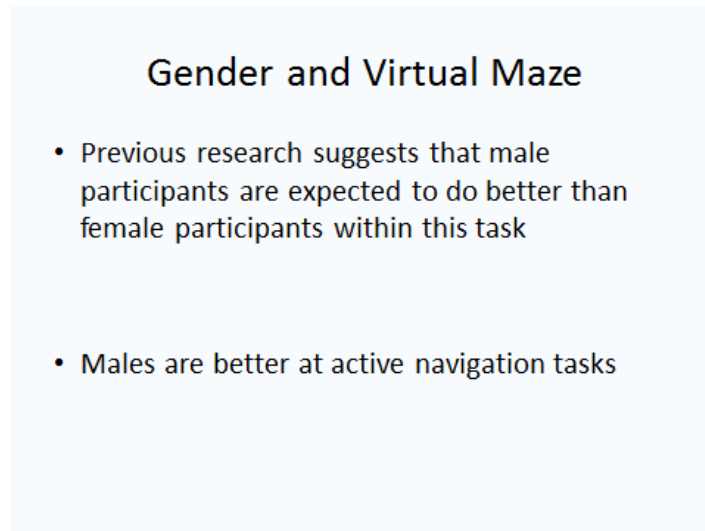 Gender and Virtual Maze
• Previous research suggests that male
participants are expected to do better than
female participants within this task
• Males are better at active navigation tasks